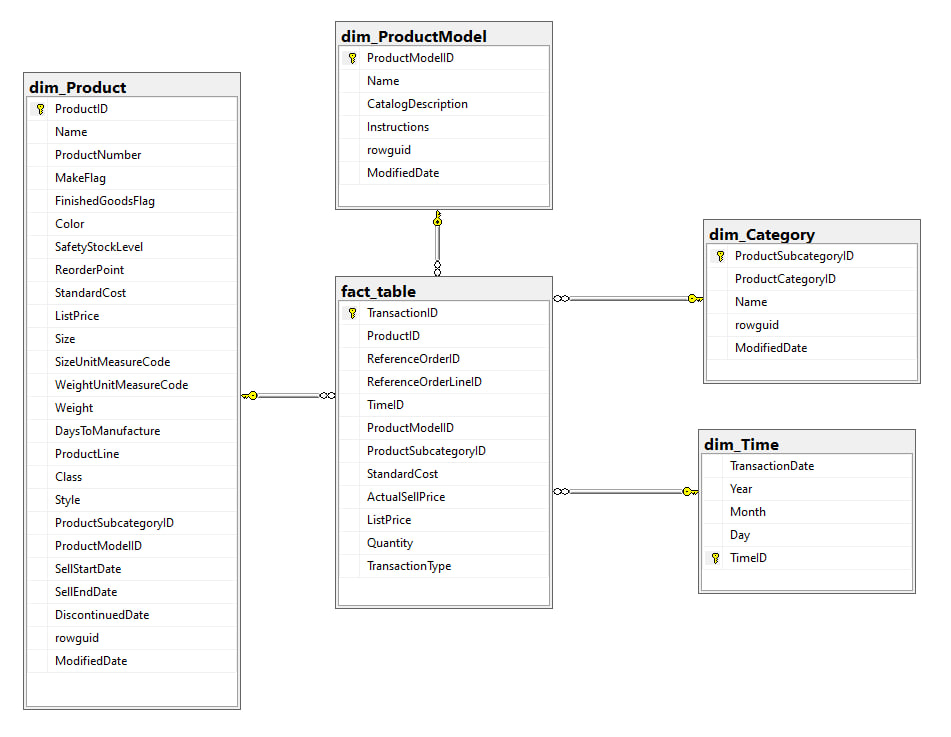 dim_ProductModel
ProductModelID
Name
CatalogDescription
Instructions
rowguid
ModifiedDate
dim_Product
ProductID
Name
ProductNumber
MakeFlag
FinishedGoodsFlag
Color
SafetyStockLevel
ReorderPoint
StandardCost
ListPrice
Size
SizeUnitMeasureCode
WeightUnitMeasureCode
Weight
DaysToManufacture
ProductLine
Class
Style
ProductSubcategoryID
ProductModelID
SellStartDate
SellEndDate
DiscontinuedDate
rowguid
ModifiedDate
fact_table
TransactionID
ProductID
ReferenceOrderID
ReferenceOrderLineID
TimeID
ProductModelID
ProductSubcategoryID
StandardCost
ActualSellPrice
ListPrice
Quantity
TransactionType
dim_Category
ProductSubcategoryID
ProductCategoryID
Name
rowguid
ModifiedDate
dim_Time
TransactionDate
Year
Month
Day
TimeID